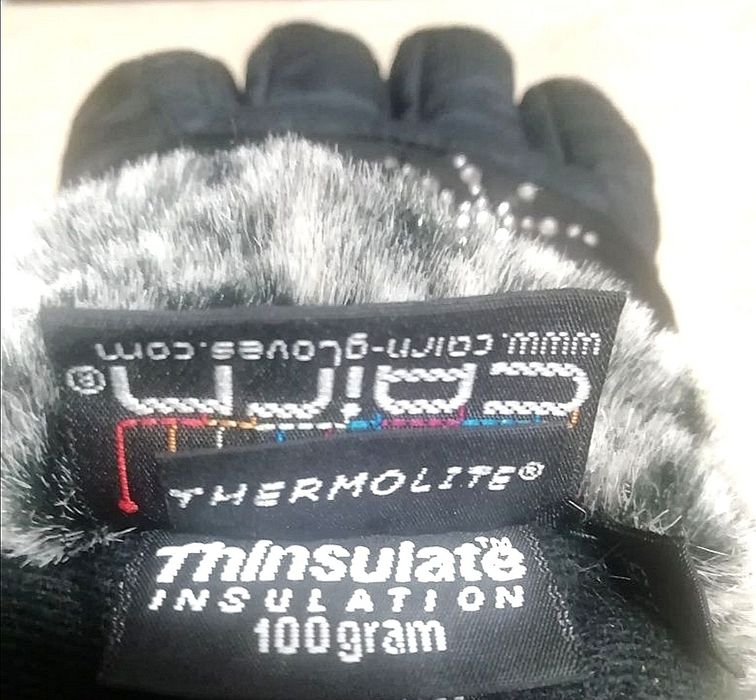 www.cairn-gloves.com
cairn®
THERMOLITE®
Thinsulate™
INSULATION
100gram